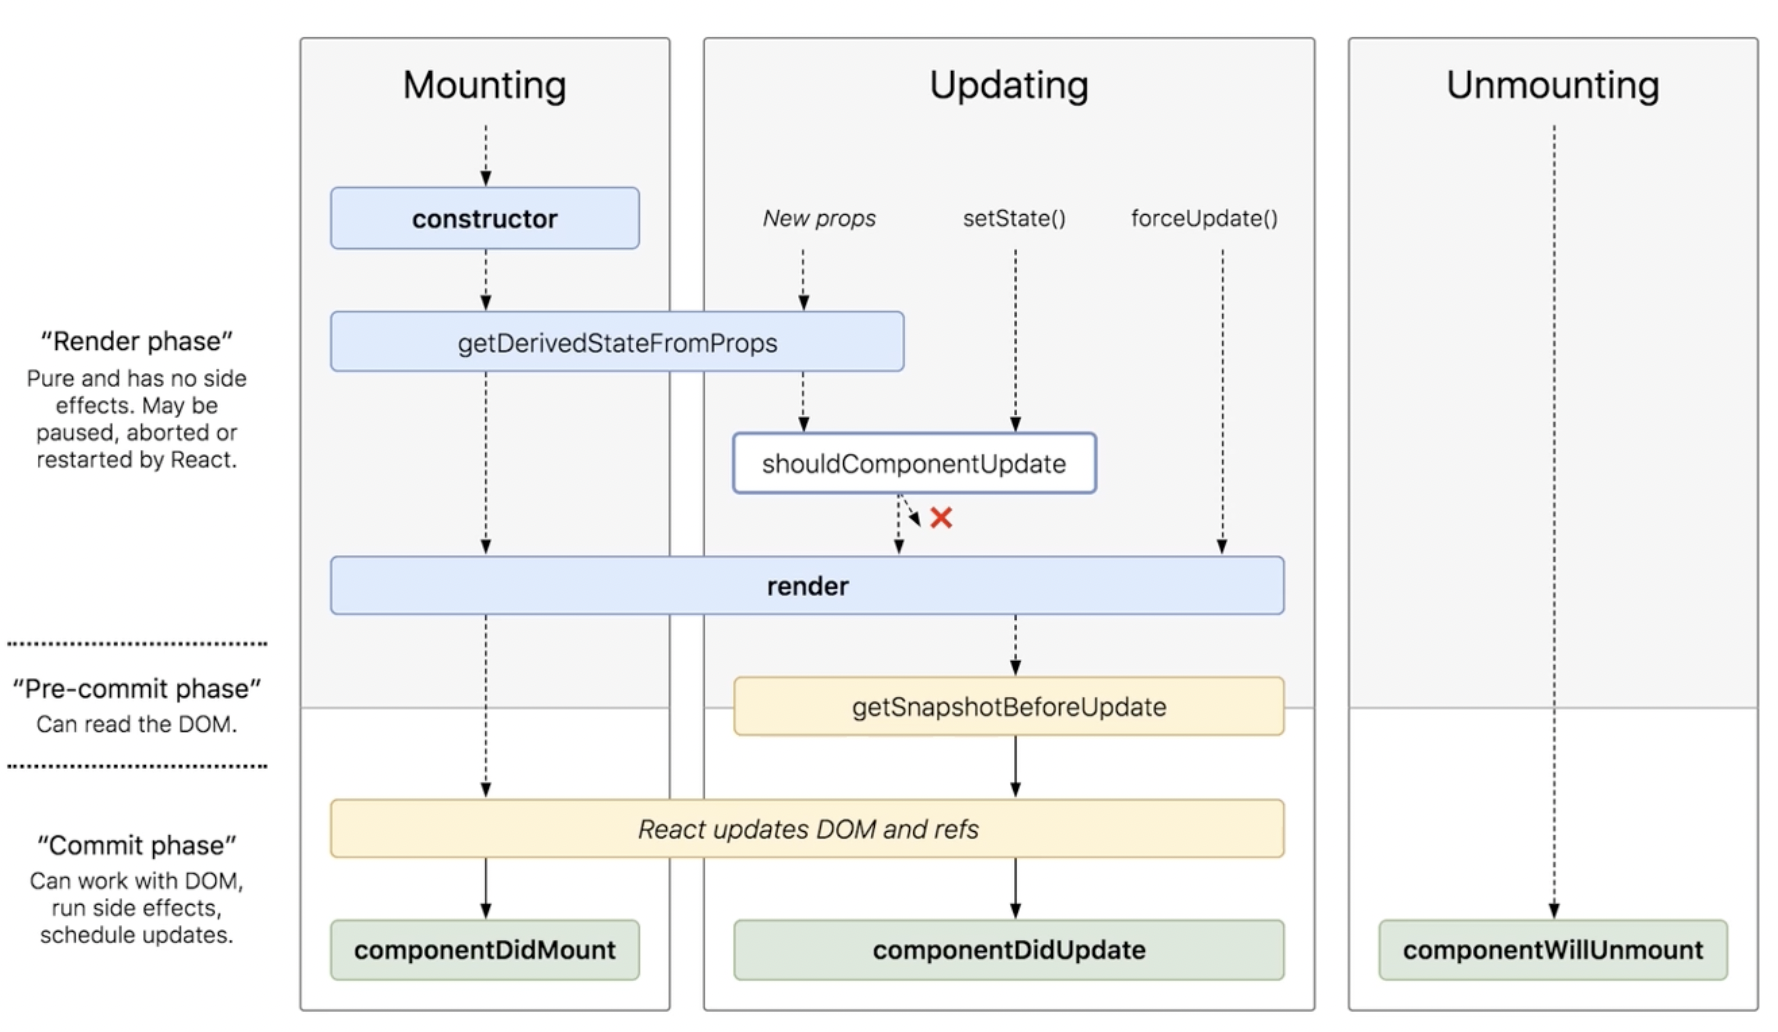 Mounting
Updating
Unmounting
constructor
New props
setState()
forceUpdate()
“Render phase”
Pure and has no side
effects. May be
paused, aborted or
restarted by React.
getDerivedStateFromProps
shouldComponentUpdate
render
“Pre-commit phase”
Can read the DOM.
getSnapshotBeforeUpdate
React updates DOM and refs
“Commit phase”
Can work with DOM,
run side effects,
schedule updates.
componentDidMount
componentDidUpdate
componentWillUnmount